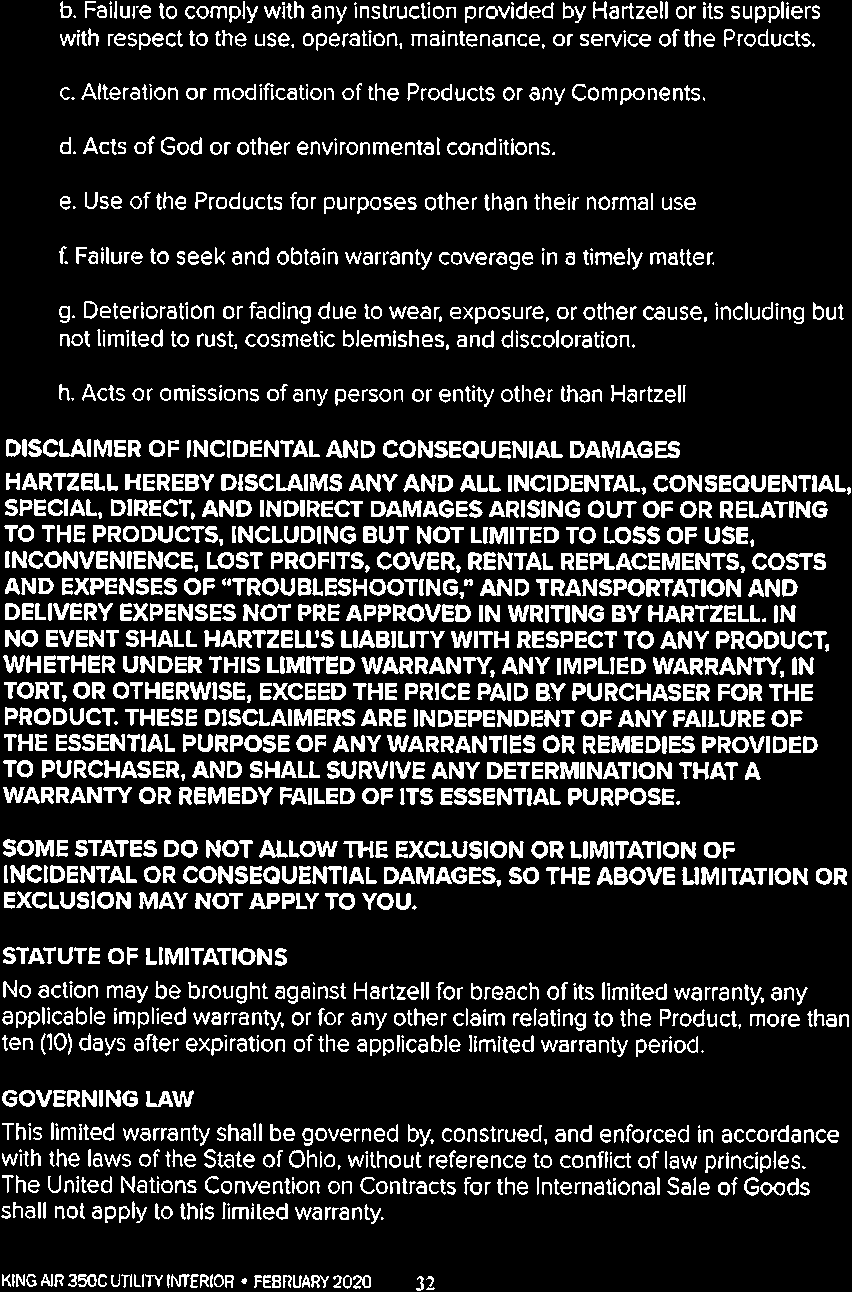 b. Failure to comply with any instruction provided by Hartzell or its suppliers
with respect to the use, operation, maintenance, or service of the Products.
c. Alteration or modification of the Products or any Components.
d. Acts of God or other environmental conditions.
e. Use of the Products for purposes other than their normal use
f. Failure to seek and obtain warranty coverage in a timely matter.
g. Deterioration or fading due to wear, exposure, or other cause, including but
not limited to rust, cosmetic blemishes, and discoloration.
h. Acts or omissions of any person or entity other than Hartzell
DISCLAIMER OF INCIDENTAL AND CONSEQUENIAL DAMAGES
HARTZELL HEREBY DISCLAIMS ANY AND ALL INCIDENTAL, CONSEQUENTIAL,
SPECIAL, DIRECT, AND INDIRECT DAMAGES ARISING OUT OF OR RELATING
TO THE PRODUCTS, INCLUDING BUT NOT LIMITED TO LOSS OF USE,
INCONVENIENCE, LOST PROFITS, COVER, RENTAL REPLACEMENTS, COSTS
AND EXPENSES OF "TROUBLESHOOTING," AND TRANSPORTATION AND
DELIVERY EXPENSES NOT PRE APPROVED IN WRITING BY HARTZELL. IN
NO EVENT SHALL HARTZELL'S LIABILITY WITH RESPECT TO ANY PRODUCT,
WHETHER UNDER THIS LIMITED WARRANTY, ANY IMPLIED WARRANTY, IN
TORT, OR OTHERWISE, EXCEED THE PRICE PAID BY PURCHASER FOR THE
PRODUCT. THESE DISCLAIMERS ARE INDEPENDENT OF ANY FAILURE OF
THE ESSENTIAL PURPOSE OF ANY WARRANTIES OR REMEDIES PROVIDED
TO PURCHASER, AND SHALL SURVIVE ANY DETERMINATION THAT A
WARRANTY OR REMEDY FAILED OF ITS ESSENTIAL PURPOSE.
SOME STATES DO NOT ALLOW THE EXCLUSION OR LIMITATION OF
INCIDENTAL OR CONSEQUENTIAL DAMAGES, SO THE ABOVE LIMITATION OR
EXCLUSION MAY NOT APPLY TO YOU.
STATUTE OF LIMITATIONS
No action may be brought against Hartzell for breach of its limited warranty, any
applicable implied warranty, or for any other claim relating to the Product, more than
ten (10) days after expiration of the applicable limited warranty period.
GOVERNING LAW
This limited warranty shall be governed by, construed, and enforced in accordance
with the laws of the State of Ohio, without reference to conflict of law principles.
The United Nations Convention on Contracts for the International Sale of Goods
shall not apply to this limited warranty.
KING AIR 350C UTILITY INTERIOR • FEBRUARY 2020 32